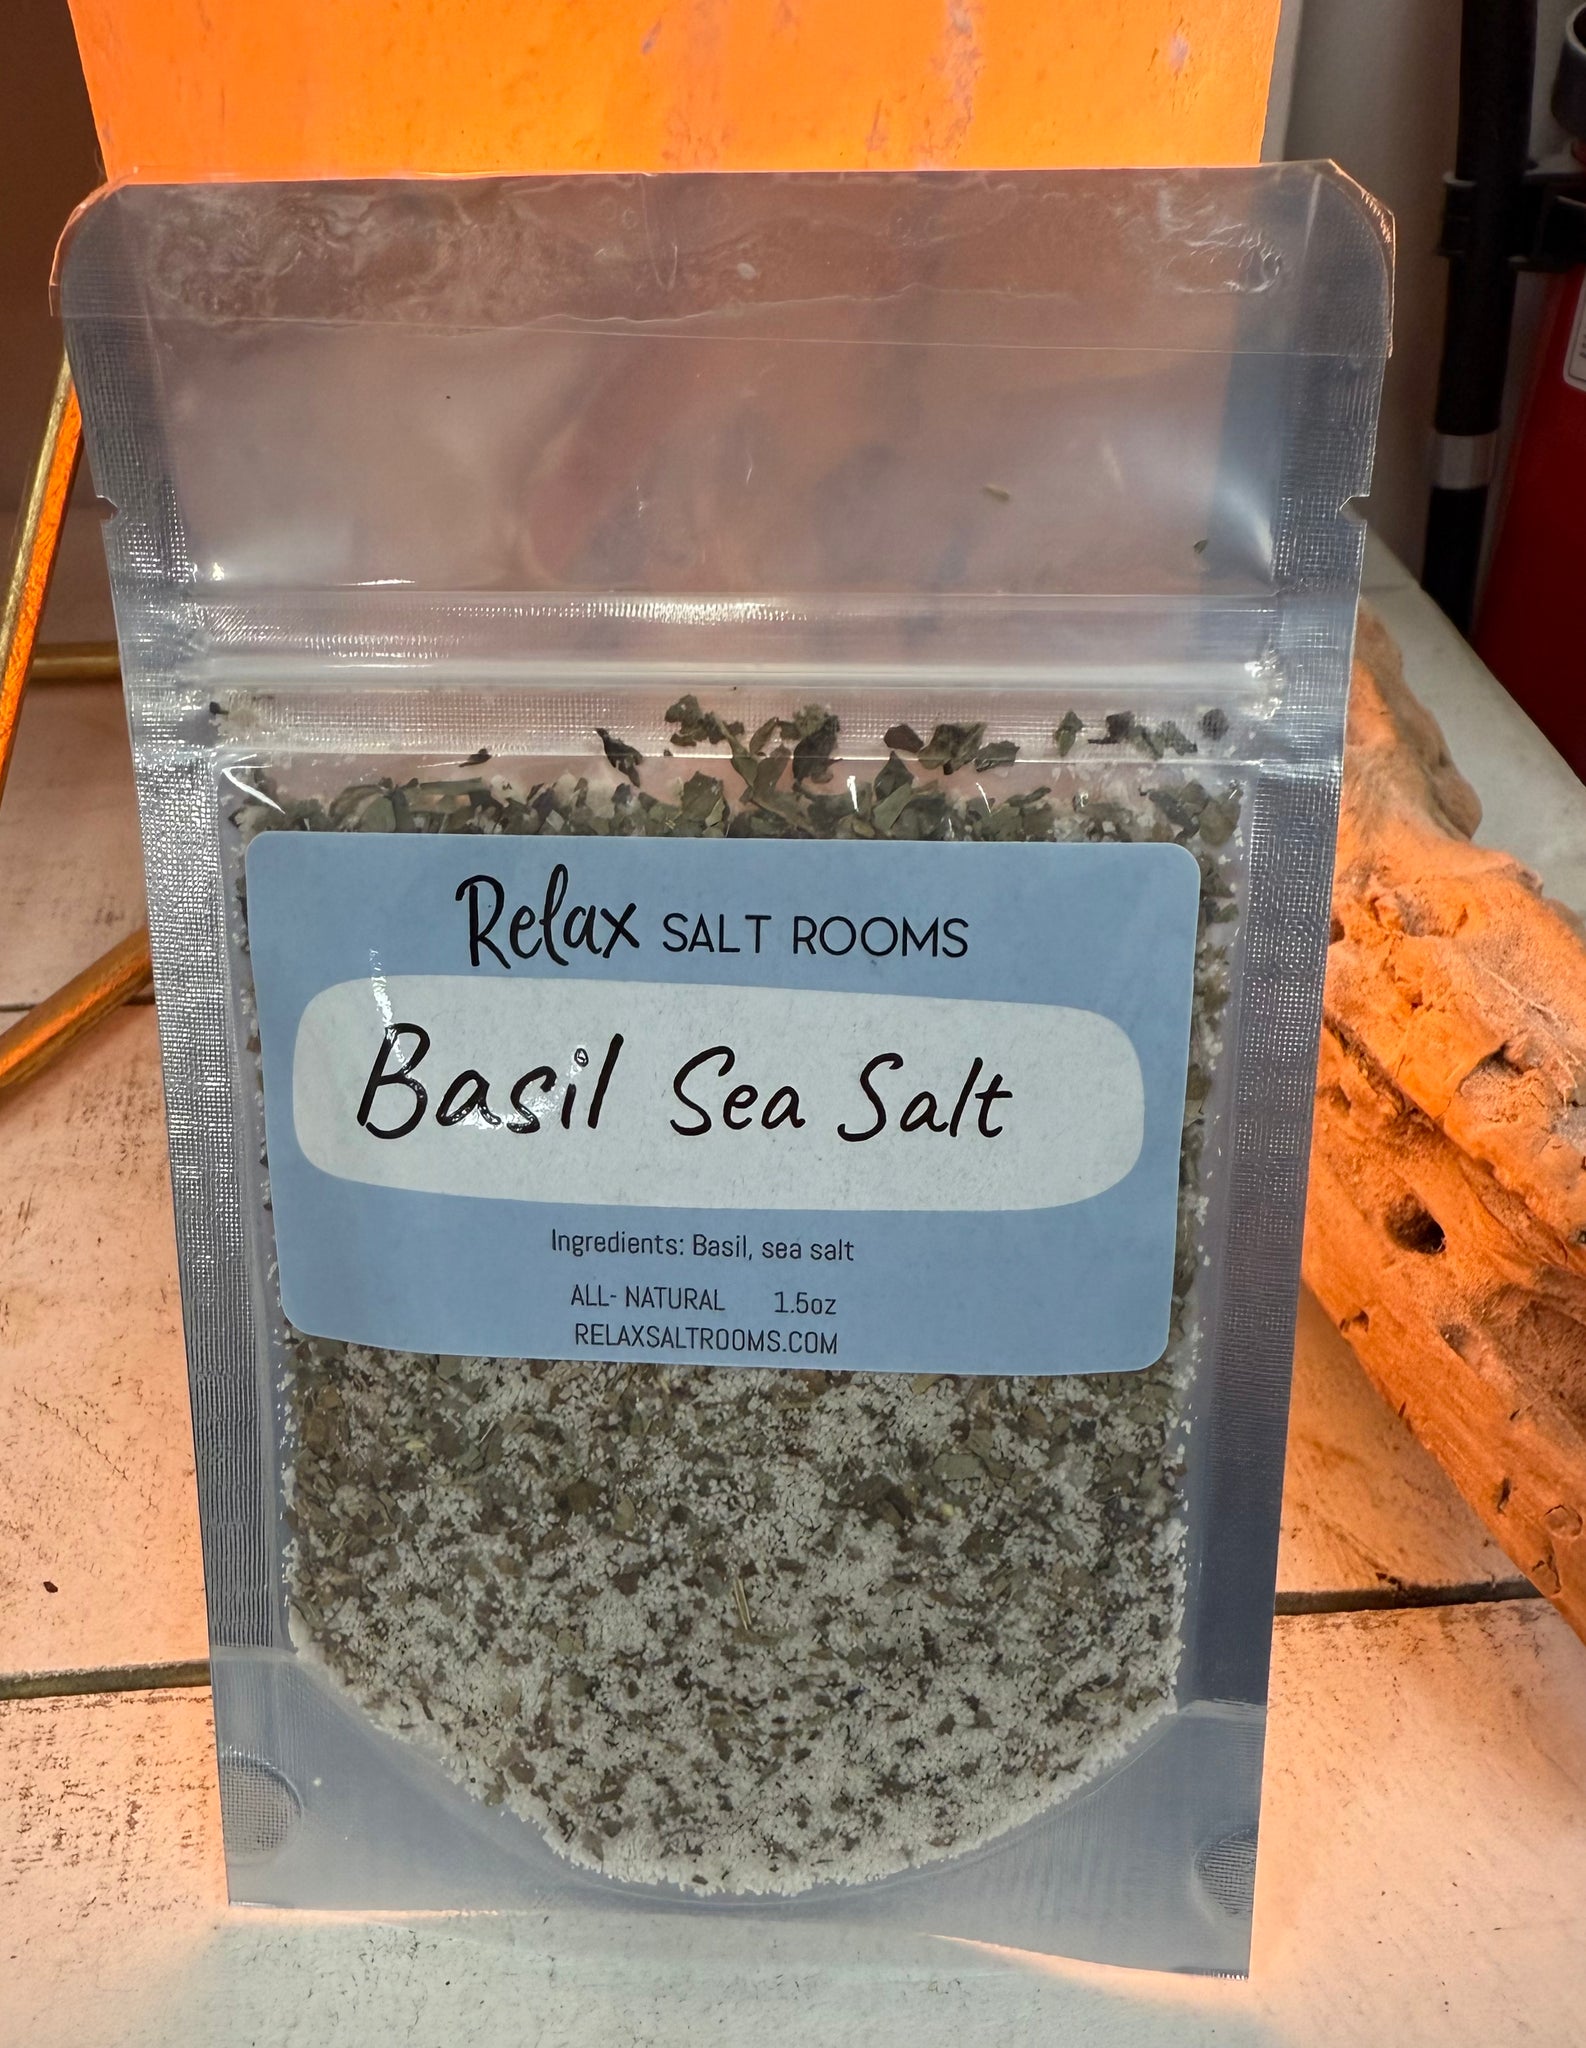 Relax SALT ROOMS
Basil Sea Salt
Ingredients: Basil, sea salt
ALL- NATURAL 1.5oz
RELAXSALTROOMS.COM